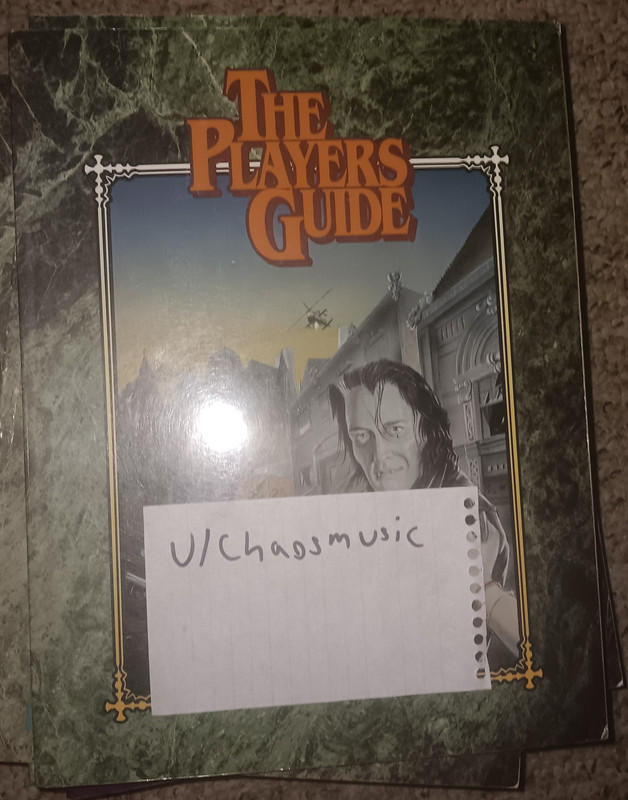 THE
PLAYERS
GUIDE
U/Chaosmusic